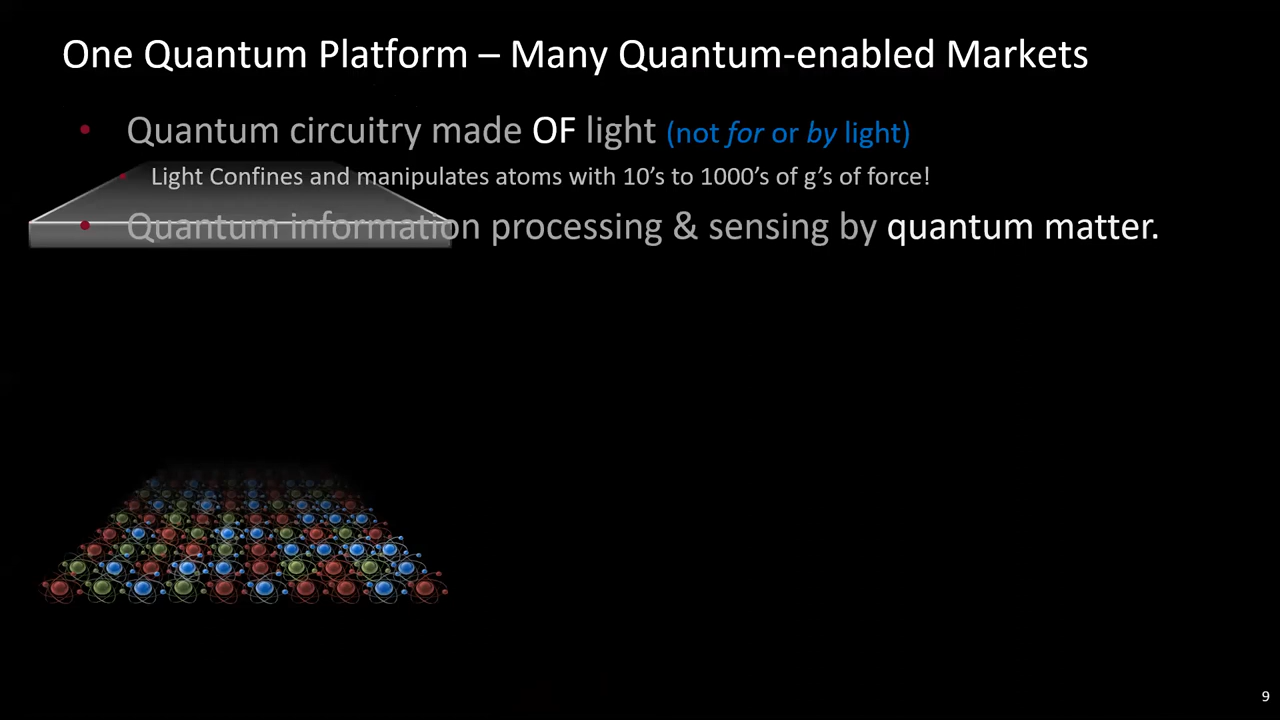 One Quantum Platform – Many Quantum-enabled Markets
• Quantum circuitry made OF light (not for or by light)
• Light Confines and manipulates atoms with 10’s to 1000’s of g’s of force!
• Quantum information processing & sensing by quantum matter.
9